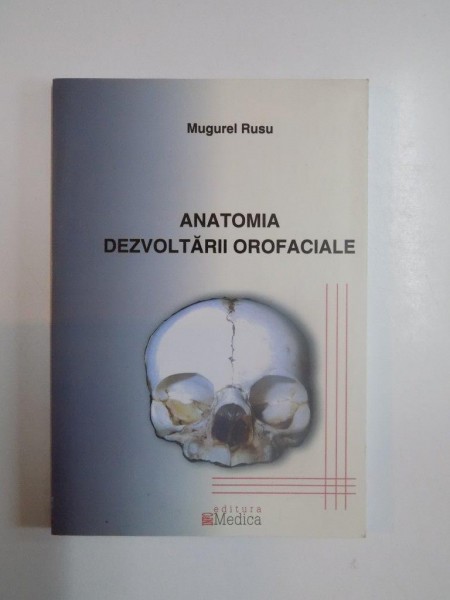 Mugurel Rusu
ANATOMIA
DEZVOLTĂRII OROFACIALE
editura
Medica